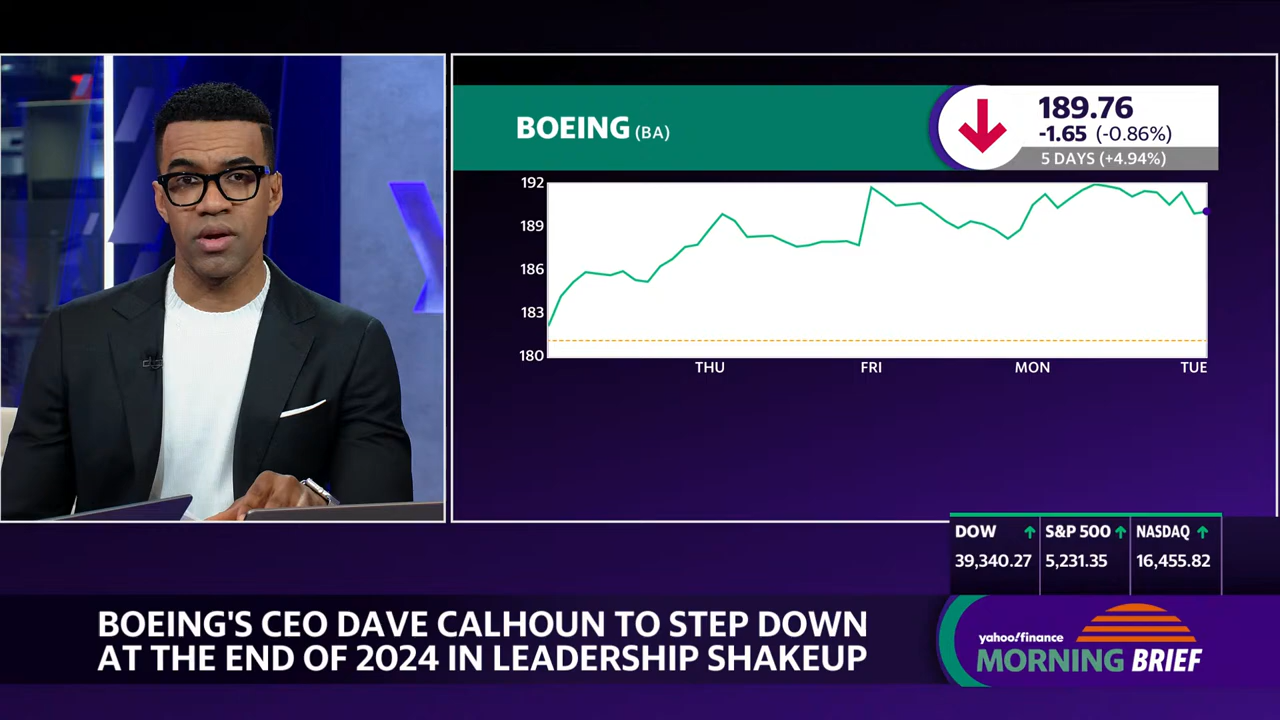 BOEING (BA)
189.76
-1.65 (-0.86%)
5 DAYS (+4.94%)
192
189
186
183
180
THU FRI MON TUE
DOW S&P 500 NASDAQ
39,340.27 5,231.35 16,455.82
BOEING'S CEO DAVE CALHOUN TO STEP DOWN
AT THE END OF 2024 IN LEADERSHIP SHAKEUP
yahoo!finance
MORNING BRIEF